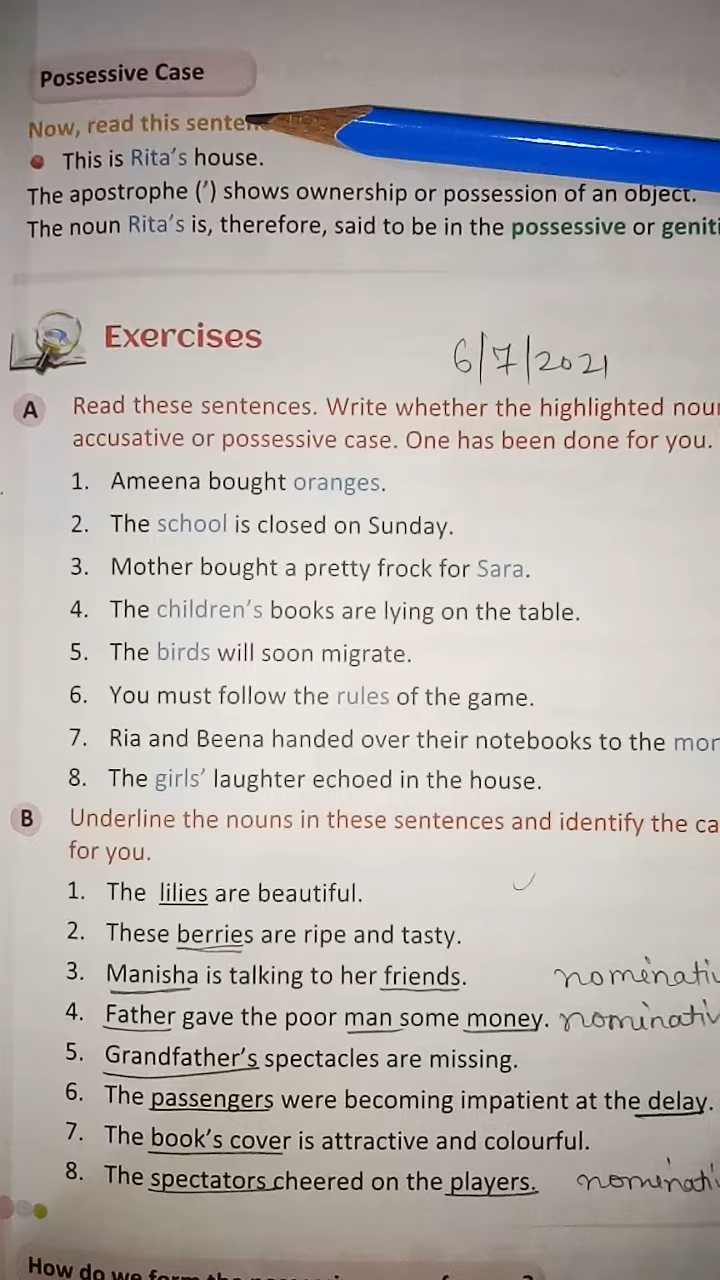 Possessive Case
Now, read this senten
• This is Rita's house.
The apostrophe (') shows ownership or possession of an object.
The noun Rita's is, therefore, said to be in the possessive or geniti
Exercises
6/7/2021
A Read these sentences. Write whether the highlighted nou
accusative or possessive case. One has been done for you.
1. Ameena bought oranges.
2. The school is closed on Sunday.
3. Mother bought a pretty frock for Sara.
4. The children's books are lying on the table.
5. The birds will soon migrate.
6. You must follow the rules of the game.
7. Ria and Beena handed over their notebooks to the mor
8. The girls' laughter echoed in the house.
B Underline the nouns in these sentences and identify the ca
for you.
1. The lilies are beautiful.
2. These berries are ripe and tasty.
3. Manisha is talking to her friends. nominati
4. Father gave the poor man some money. nominativ
5. Grandfather's spectacles are missing.
6. The passengers were becoming impatient at the delay.
7. The book's cover is attractive and colourful.
8. The spectators cheered on the players. nominati
How do we form the